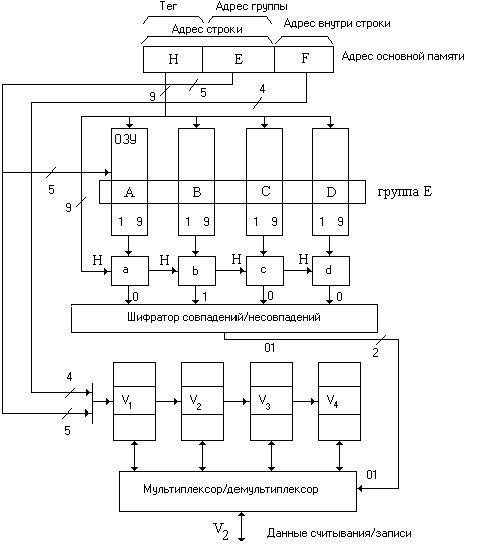 Тег Адрес группы
Адрес строки Адрес внутри строки
H E F Адрес основной памяти
9 5 4
ОЗУ
5
A B C D группа E
9
1 9 1 9 1 9 1 9
H H H H
a b c d
0 1 0 0
Шифратор совпадений/несовпадений
01 2
4
V1 V2 V3 V4
5
01
Мультиплексор/демультиплексор
V2 Данные считывания/записи